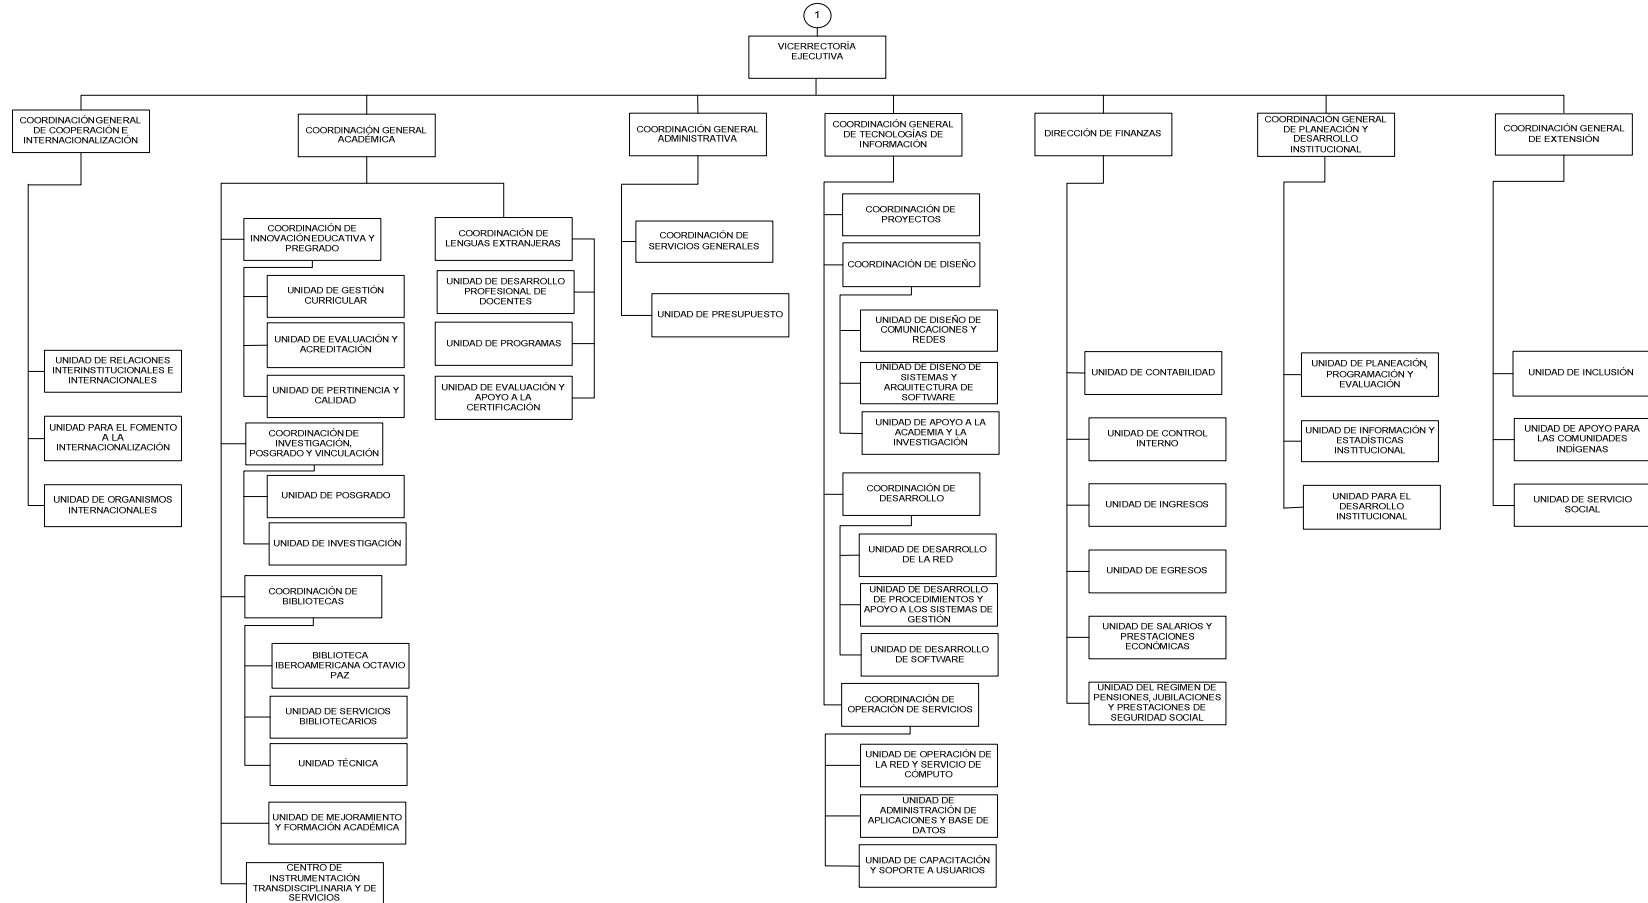 1
VICERRECTORÍA
EJECUTIVA
COORDINACIÓN GENERAL
DE COOPERACIÓN E
INTERNACIONALIZACIÓN
COORDINACIÓN GENERAL
ACADÉMICA
COORDINACIÓN GENERAL
ADMINISTRATIVA
COORDINACIÓN GENERAL
DE TECNOLOGÍAS DE
INFORMACIÓN
DIRECCIÓN DE FINANZAS
COORDINACIÓN GENERAL
DE PLANEACIÓN Y
DESARROLLO
INSTITUCIONAL
COORDINACIÓN GENERAL
DE EXTENSIÓN
UNIDAD DE RELACIONES
INTERINSTITUCIONALES E
INTERNACIONALES
UNIDAD PARA EL FOMENTO
A LA
INTERNACIONALIZACIÓN
UNIDAD DE ORGANISMOS
INTERNACIONALES
COORDINACIÓN DE
INNOVACIÓN EDUCATIVA Y
PREGRADO
UNIDAD DE GESTIÓN
CURRICULAR
UNIDAD DE EVALUACIÓN Y
ACREDITACIÓN
UNIDAD DE PERTINENCIA Y
CALIDAD
COORDINACIÓN DE
INVESTIGACIÓN,
POSGRADO Y VINCULACIÓN
UNIDAD DE POSGRADO
UNIDAD DE INVESTIGACIÓN
COORDINACIÓN DE
BIBLIOTECAS
BIBLIOTECA
IBEROAMERICANA OCTAVIO
PAZ
UNIDAD DE SERVICIOS
BIBLIOTECARIOS
UNIDAD TÉCNICA
UNIDAD DE MEJORAMIENTO
Y FORMACIÓN ACADÉMICA
CENTRO DE
INSTRUMENTACIÓN
TRANSDISCIPLINARIA Y DE
SERVICIOS
COORDINACIÓN DE
LENGUAS EXTRANJERAS
UNIDAD DE DESARROLLO
PROFESIONAL DE
DOCENTES
UNIDAD DE PROGRAMAS
UNIDAD DE EVALUACIÓN Y
APOYO A LA
CERTIFICACIÓN
COORDINACIÓN DE
SERVICIOS GENERALES
UNIDAD DE PRESUPUESTO
COORDINACIÓN DE
PROYECTOS
COORDINACIÓN DE DISEÑO
UNIDAD DE DISEÑO DE
COMUNICACIONES Y
REDES
UNIDAD DE DISEÑO DE
SISTEMAS Y
ARQUITECTURA DE
SOFTWARE
UNIDAD DE APOYO A LA
ACADEMIA Y LA
INVESTIGACIÓN
COORDINACIÓN DE
DESARROLLO
UNIDAD DE DESARROLLO
DE LA RED
UNIDAD DE DESARROLLO
DE PROCEDIMIENTOS Y
APOYO A LOS SISTEMAS DE
GESTIÓN
UNIDAD DE DESARROLLO
DE SOFTWARE
COORDINACIÓN DE
OPERACIÓN DE SERVICIOS
UNIDAD DE OPERACIÓN DE
LA RED Y SERVICIO DE
CÓMPUTO
UNIDAD DE
ADMINISTRACIÓN DE
APLICACIONES Y BASE DE
DATOS
UNIDAD DE CAPACITACIÓN
Y SOPORTE A USUARIOS
UNIDAD DE CONTABILIDAD
UNIDAD DE CONTROL
INTERNO
UNIDAD DE INGRESOS
UNIDAD DE EGRESOS
UNIDAD DE SALARIOS Y
PRESTACIONES
ECONÓMICAS
UNIDAD DEL RÉGIMEN DE
PENSIONES, JUBILACIONES
Y PRESTACIONES DE
SEGURIDAD SOCIAL
UNIDAD DE PLANEACIÓN,
PROGRAMACIÓN Y
EVALUACIÓN
UNIDAD DE INFORMACIÓN Y
ESTADÍSTICAS
INSTITUCIONAL
UNIDAD PARA EL
DESARROLLO
INSTITUCIONAL
UNIDAD DE INCLUSIÓN
UNIDAD DE APOYO PARA
LAS COMUNIDADES
INDÍGENAS
UNIDAD DE SERVICIO
SOCIAL